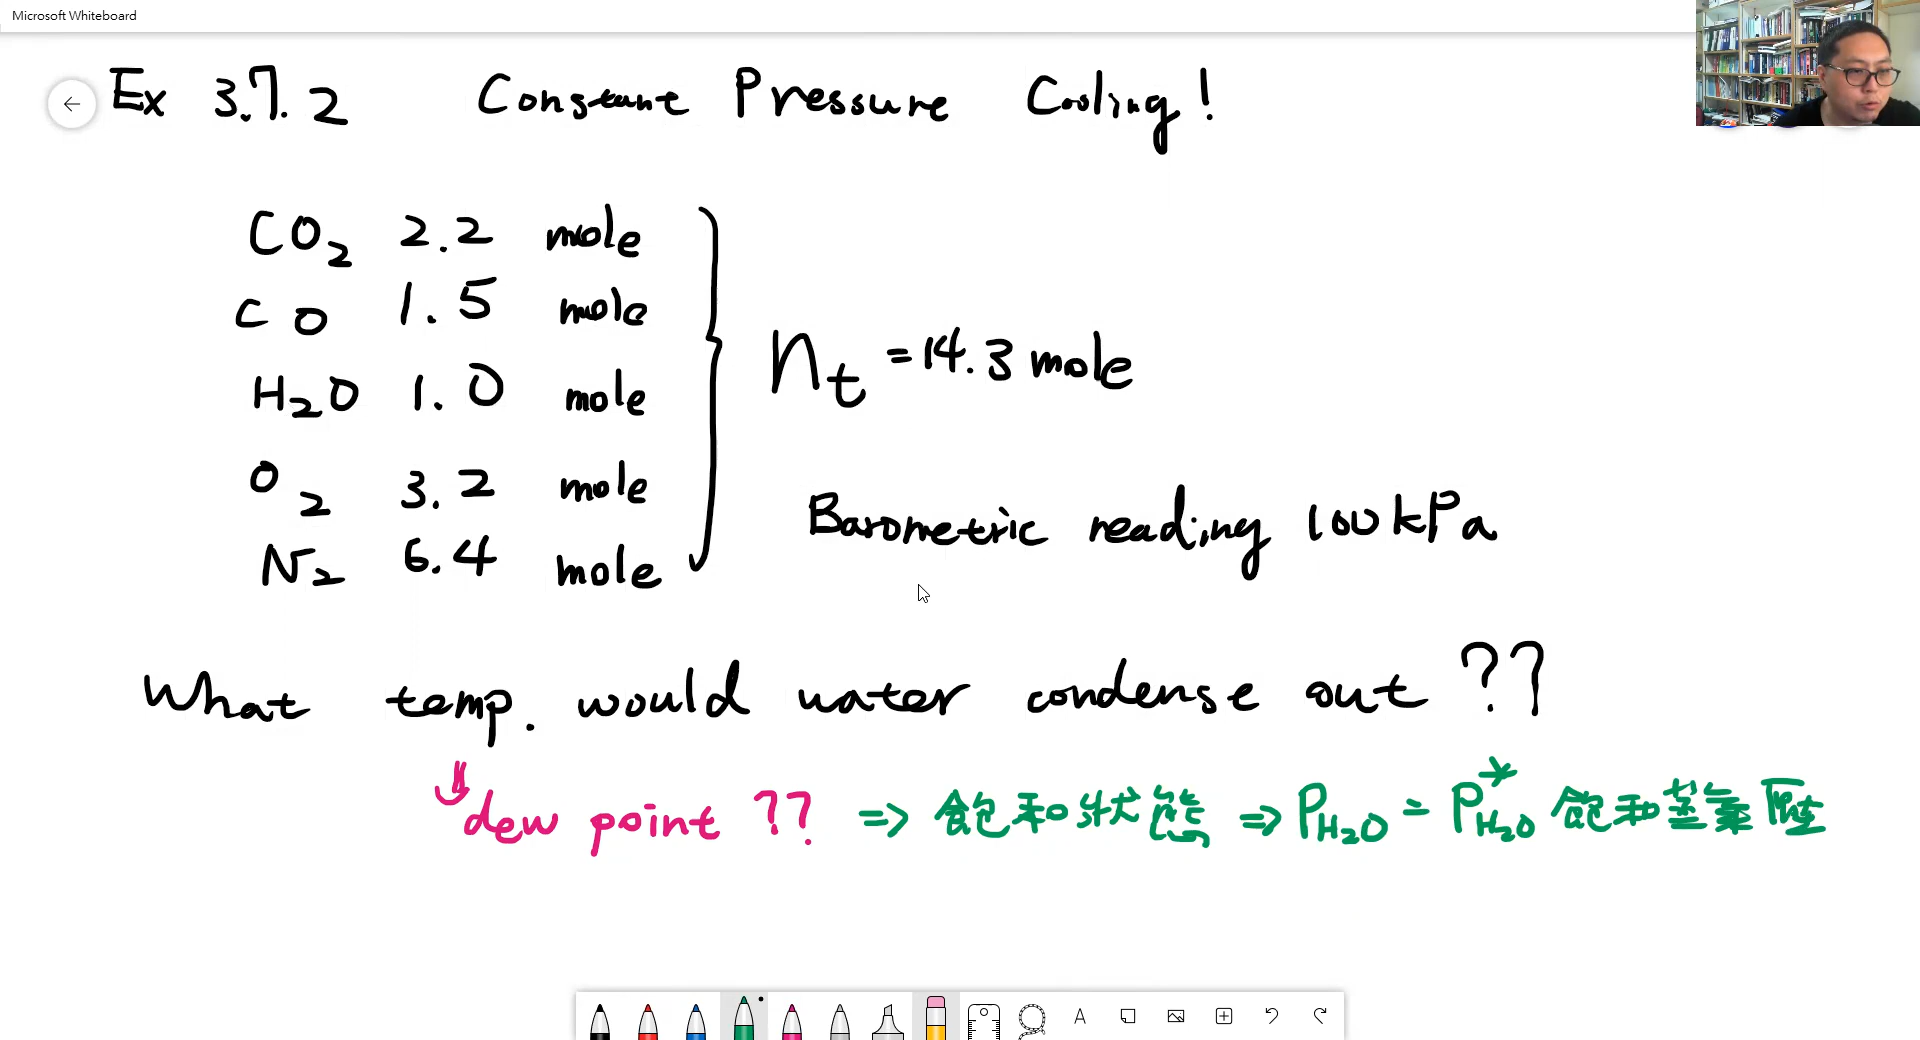 Microsoft Whiteboard
Ex 3.7.2 Constant Pressure Cooling!
CO2 2.2 mole
CO 1.5 mole
H2O 1.0 mole
nt = 14.3 mole
O2 3.2 mole
Barometric reading 100 kPa
N2 6.4 mole
What temp. would water condense out ??
dew point ?? => 飽和狀態 => PH2O = P*H2O 飽和蒸氣壓
A